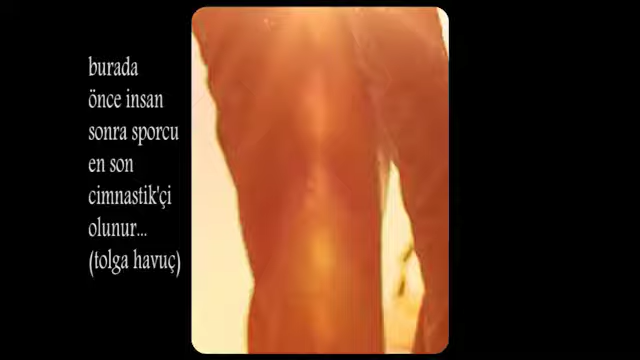 burada
önce insan
sonra sporcu
en son
cimnastik'çi
olunur...
(tolga havuç)